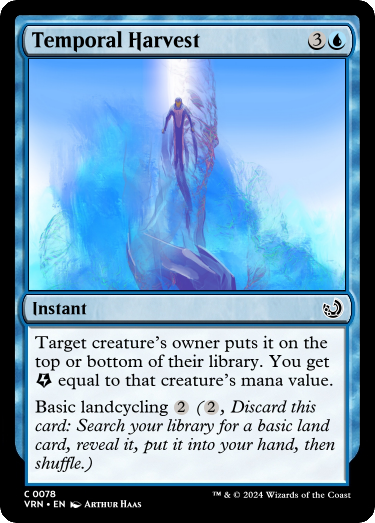 Temporal Harvest 3
Instant
Target creature's owner puts it on the
top or bottom of their library. You get
equal to that creature's mana value.
Basic landcycling 2 (2, Discard this
card: Search your library for a basic land
card, reveal it, put it into your hand, then
shuffle.)
C 0078
VRN • EN Arthur Haas
™ & © 2024 Wizards of the Coast